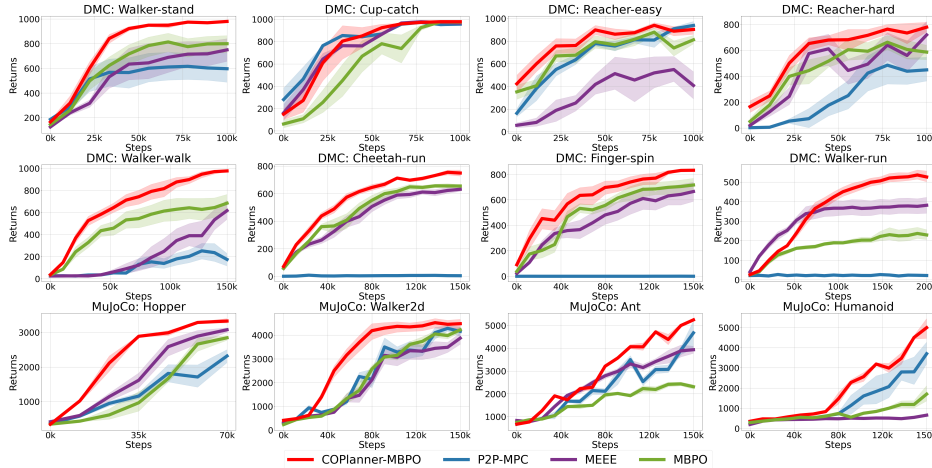 DMC: Walker-stand
DMC: Cup-catch
DMC: Reacher-easy
DMC: Reacher-hard
Returns
1000
800
600
400
200
0k 25k 50k 75k 100k
Steps
Returns
1000
800
600
400
200
0
0k 25k 50k 75k 100k
Steps
Returns
1000
800
600
400
200
0
0k 25k 50k 75k 100k
Steps
Returns
800
600
400
200
0
0k 25k 50k 75k 100k
Steps
DMC: Walker-walk
DMC: Cheetah-run
DMC: Finger-spin
DMC: Walker-run
Returns
1000
800
600
400
200
0
0k 50k 100k 150k
Steps
Returns
800
600
400
200
0
0k 50k 100k 150k
Steps
Returns
800
600
400
200
0
0k 50k 100k 150k
Steps
Returns
500
400
300
200
100
0
0k 50k 100k 150k 200k
Steps
MuJoCo: Hopper
MuJoCo: Walker2d
MuJoCo: Ant
MuJoCo: Humanoid
Returns
3000
2000
1000
0k 35k 70k
Steps
Returns
4000
3000
2000
1000
0
0k 40k 80k 120k 150k
Steps
Returns
5000
4000
3000
2000
1000
0k 40k 80k 120k 150k
Steps
Returns
5000
4000
3000
2000
1000
0
0k 40k 80k 120k 150k
Steps
COPlanner-MBPO P2P-MPC MEEE MBPO